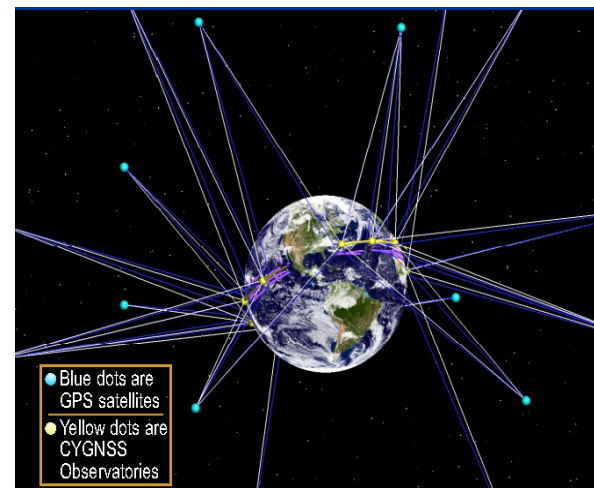 Blue dots are
GPS satellites
Yellow dots are
CYGNSS
Observatories